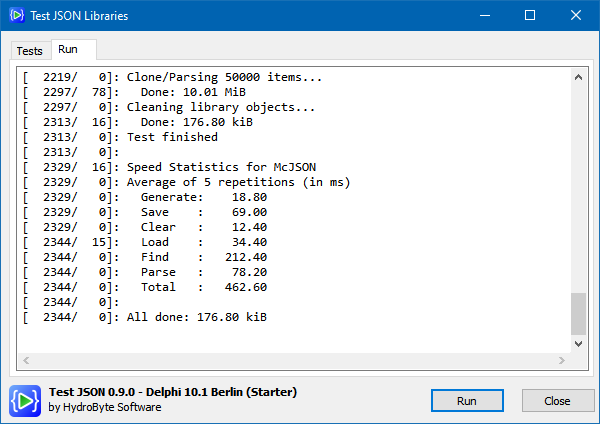 Test JSON Libraries
Tests Run
[  2219/   0]: Clone/Parsing 50000 items...
[  2297/  78]:   Done: 10.01 MiB
[  2297/   0]: Cleaning library objects...
[  2313/  16]:   Done: 176.80 kiB
[  2313/   0]: Test finished
[  2313/   0]:
[  2329/  16]: Speed Statistics for McJSON
[  2329/   0]: Average of 5 repetitions (in ms)
[  2329/   0]:   Generate:    18.80
[  2329/   0]:   Save    :    69.00
[  2329/   0]:   Clear   :    12.40
[  2344/  15]:   Load    :    34.40
[  2344/   0]:   Find    :   212.40
[  2344/   0]:   Parse   :    78.20
[  2344/   0]:   Total   :   462.60
[  2344/   0]:
[  2344/   0]: All done: 176.80 kiB
Test JSON 0.9.0 - Delphi 10.1 Berlin (Starter)
by HydroByte Software
Run
Close